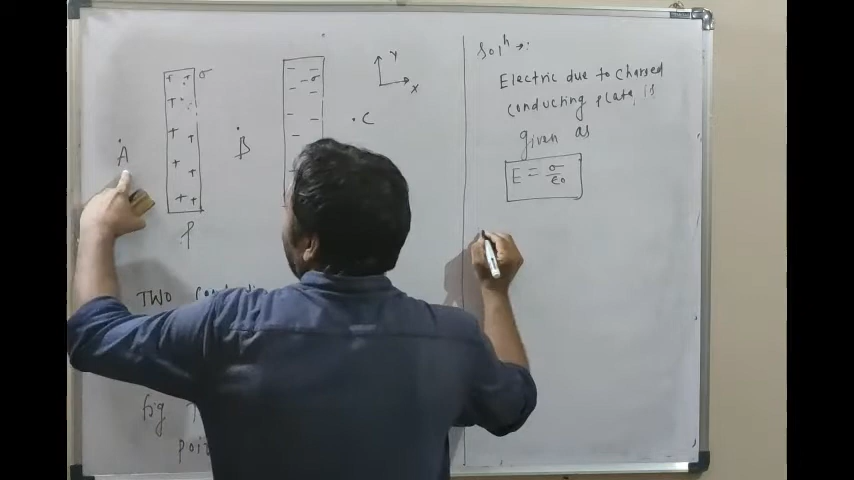 + + σ
+
+ +
+ +
+ +
- -
- σ
-
- -
-
Y
X
A
B
. C
P
TWO
fig
Solⁿ →:
Electric due to charged
conducting plate, is
given as
E = σ/ε₀